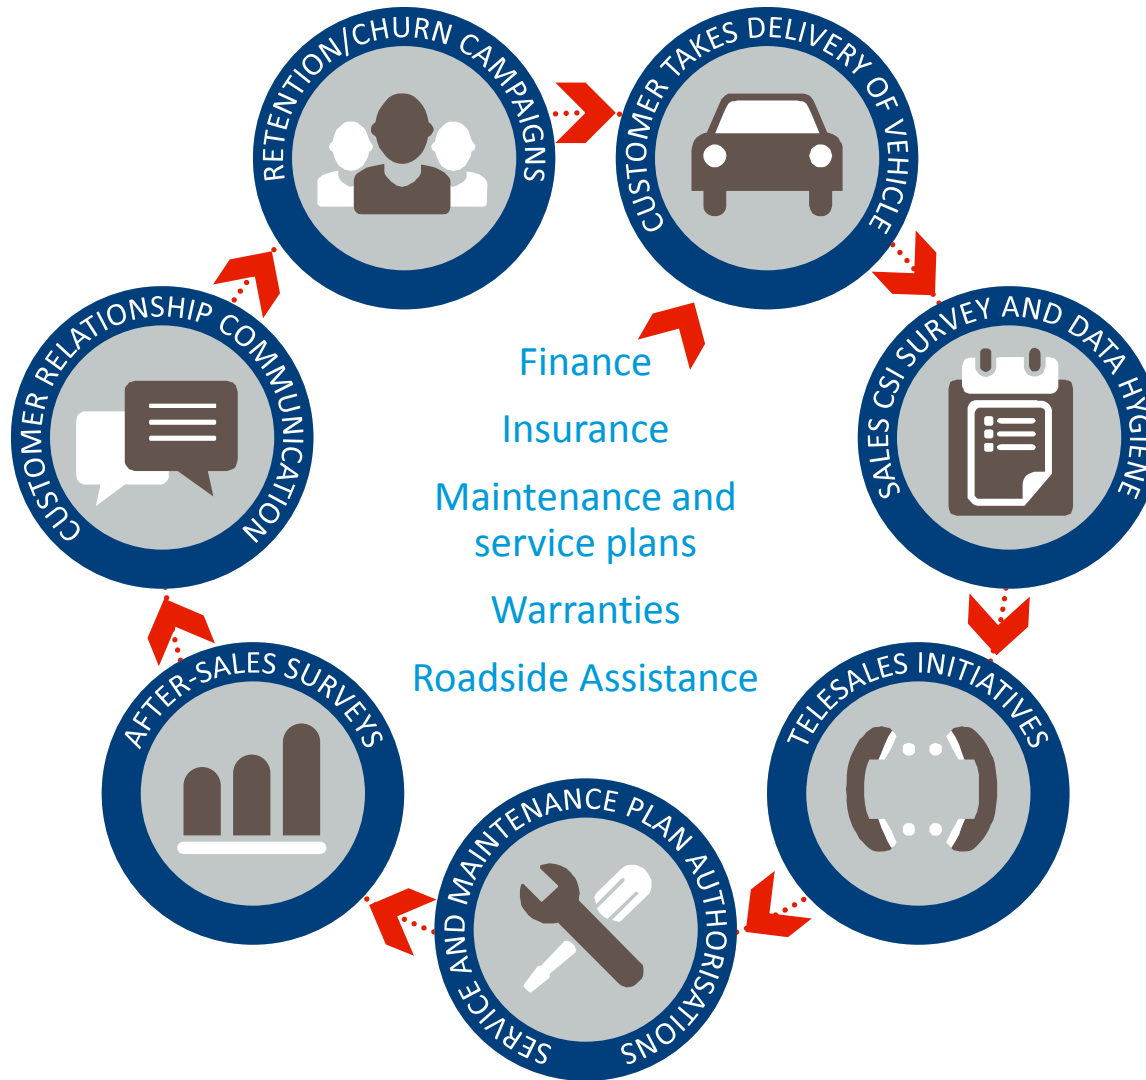 RETENTION/CHURN CAMPAIGNS
CUSTOMER TAKES DELIVERY OF VEHICLE
SALES CSI SURVEY AND DATA HYGIENE
TELESALES INITIATIVES
SERVICE AND MAINTENANCE PLAN AUTHORISATIONS
AFTER-SALES SURVEYS
CUSTOMER RELATIONSHIP COMMUNICATION
Finance
Insurance
Maintenance and
service plans
Warranties
Roadside Assistance